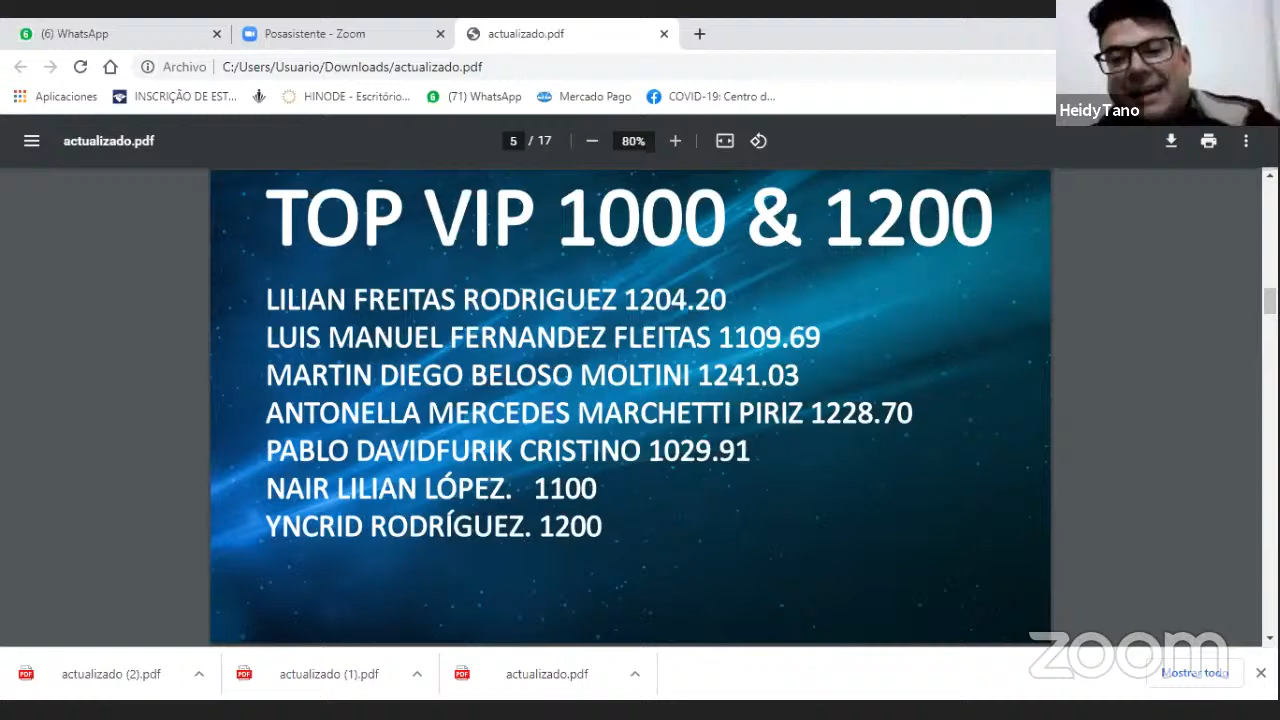 (6) WhatsApp
Posasistente - Zoom
actualizado.pdf
Archivo
C:/Users/Usuario/Downloads/actualizado.pdf
Aplicaciones
INSCRIÇÃO DE EST...
HINODE - Escritório...
(71) WhatsApp
Mercado Pago
COVID-19: Centro d...
HeidyTano
actualizado.pdf
5 / 17
80%
TOP VIP 1000 & 1200
LILIAN FREITAS RODRIGUEZ 1204.20
LUIS MANUEL FERNANDEZ FLEITAS 1109.69
MARTIN DIEGO BELOSO MOLTINI 1241.03
ANTONELLA MERCEDES MARCHETTI PIRIZ 1228.70
PABLO DAVIDFURIK CRISTINO 1029.91
NAIR LILIAN LÓPEZ. 1100
YNCRID RODRÍGUEZ. 1200
zoom
actualizado (2).pdf
actualizado (1).pdf
actualizado.pdf
Mostrar todo